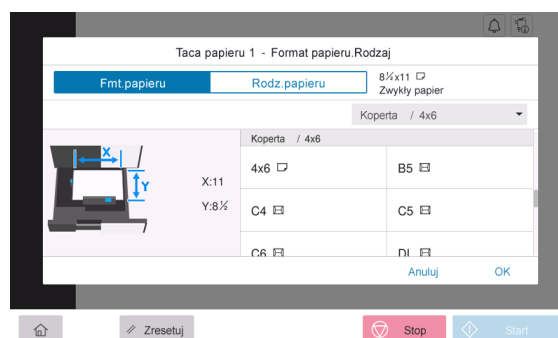 Taca papieru 1 - Format papieru.Rodzaj
Fmt.papieru
Rodz.papieru
8½x11
Zwykły papier
Koperta / 4x6
Koperta / 4x6
X
Y
X:11
Y:8½
4x6
B5
C4
C5
C6
DL
Anuluj
OK
Zresetuj
Stop
Start